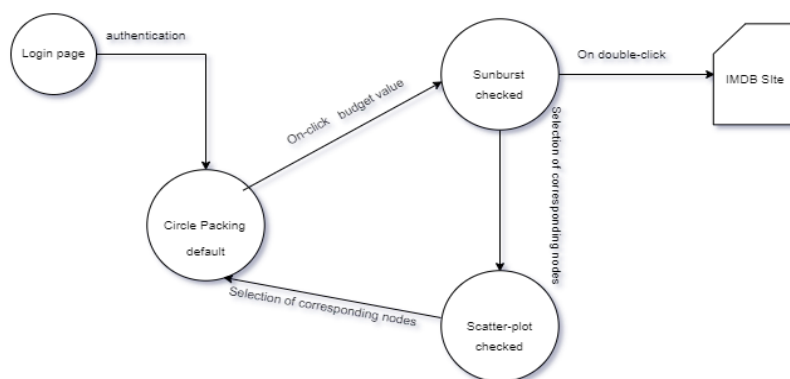 Login page
authentication
Sunburst
checked
On double-click
IMDB SIte
On-click budget value
Selection of corresponding nodes
Circle Packing
default
Selection of corresponding nodes
Scatter-plot
checked